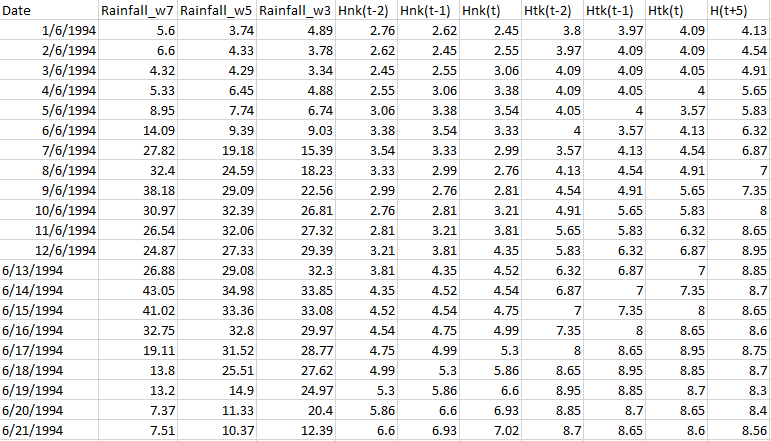 Date Rainfall_w7 Rainfall_w5 Rainfall_w3 Hnk(t-2) Hnk(t-1) Hnk(t) Htk(t-2) Htk(t-1) Htk(t) H(t+5)
1/6/1994 5.6 3.74 4.89 2.76 2.62 2.45 3.8 3.97 4.09 4.13
2/6/1994 6.6 4.33 3.78 2.62 2.45 2.55 3.97 4.09 4.09 4.54
3/6/1994 4.32 4.29 3.34 2.45 2.55 3.06 4.09 4.09 4.05 4.91
4/6/1994 5.33 6.45 4.88 2.55 3.06 3.38 4.09 4.05 4 5.65
5/6/1994 8.95 7.74 6.74 3.06 3.38 3.54 4.05 4 3.57 5.83
6/6/1994 14.09 9.39 9.03 3.38 3.54 3.33 4 3.57 4.13 6.32
7/6/1994 27.82 19.18 15.39 3.54 3.33 2.99 3.57 4.13 4.54 6.87
8/6/1994 32.4 24.59 18.23 3.33 2.99 2.76 4.13 4.54 4.91 7
9/6/1994 38.18 29.09 22.56 2.99 2.76 2.81 4.54 4.91 5.65 7.35
10/6/1994 30.97 32.39 26.81 2.76 2.81 3.21 4.91 5.65 5.83 8
11/6/1994 26.54 32.06 27.32 2.81 3.21 3.81 5.65 5.83 6.32 8.65
12/6/1994 24.87 27.33 29.39 3.21 3.81 4.35 5.83 6.32 6.87 8.95
6/13/1994 26.88 29.08 32.3 3.81 4.35 4.52 6.32 6.87 7 8.85
6/14/1994 43.05 34.98 33.85 4.35 4.52 4.54 6.87 7 7.35 8.7
6/15/1994 41.02 33.36 33.08 4.52 4.54 4.75 7 7.35 8 8.65
6/16/1994 32.75 32.8 29.97 4.54 4.75 4.99 7.35 8 8.65 8.6
6/17/1994 19.11 31.52 28.77 4.75 4.99 5.3 8 8.65 8.95 8.75
6/18/1994 13.8 25.51 27.62 4.99 5.3 5.86 8.65 8.95 8.85 8.7
6/19/1994 13.2 14.9 24.97 5.3 5.86 6.6 8.95 8.85 8.7 8.3
6/20/1994 7.37 11.33 20.4 5.86 6.6 6.93 8.85 8.7 8.65 8.4
6/21/1994 7.51 10.37 12.39 6.6 6.93 7.02 8.7 8.65 8.6 8.56